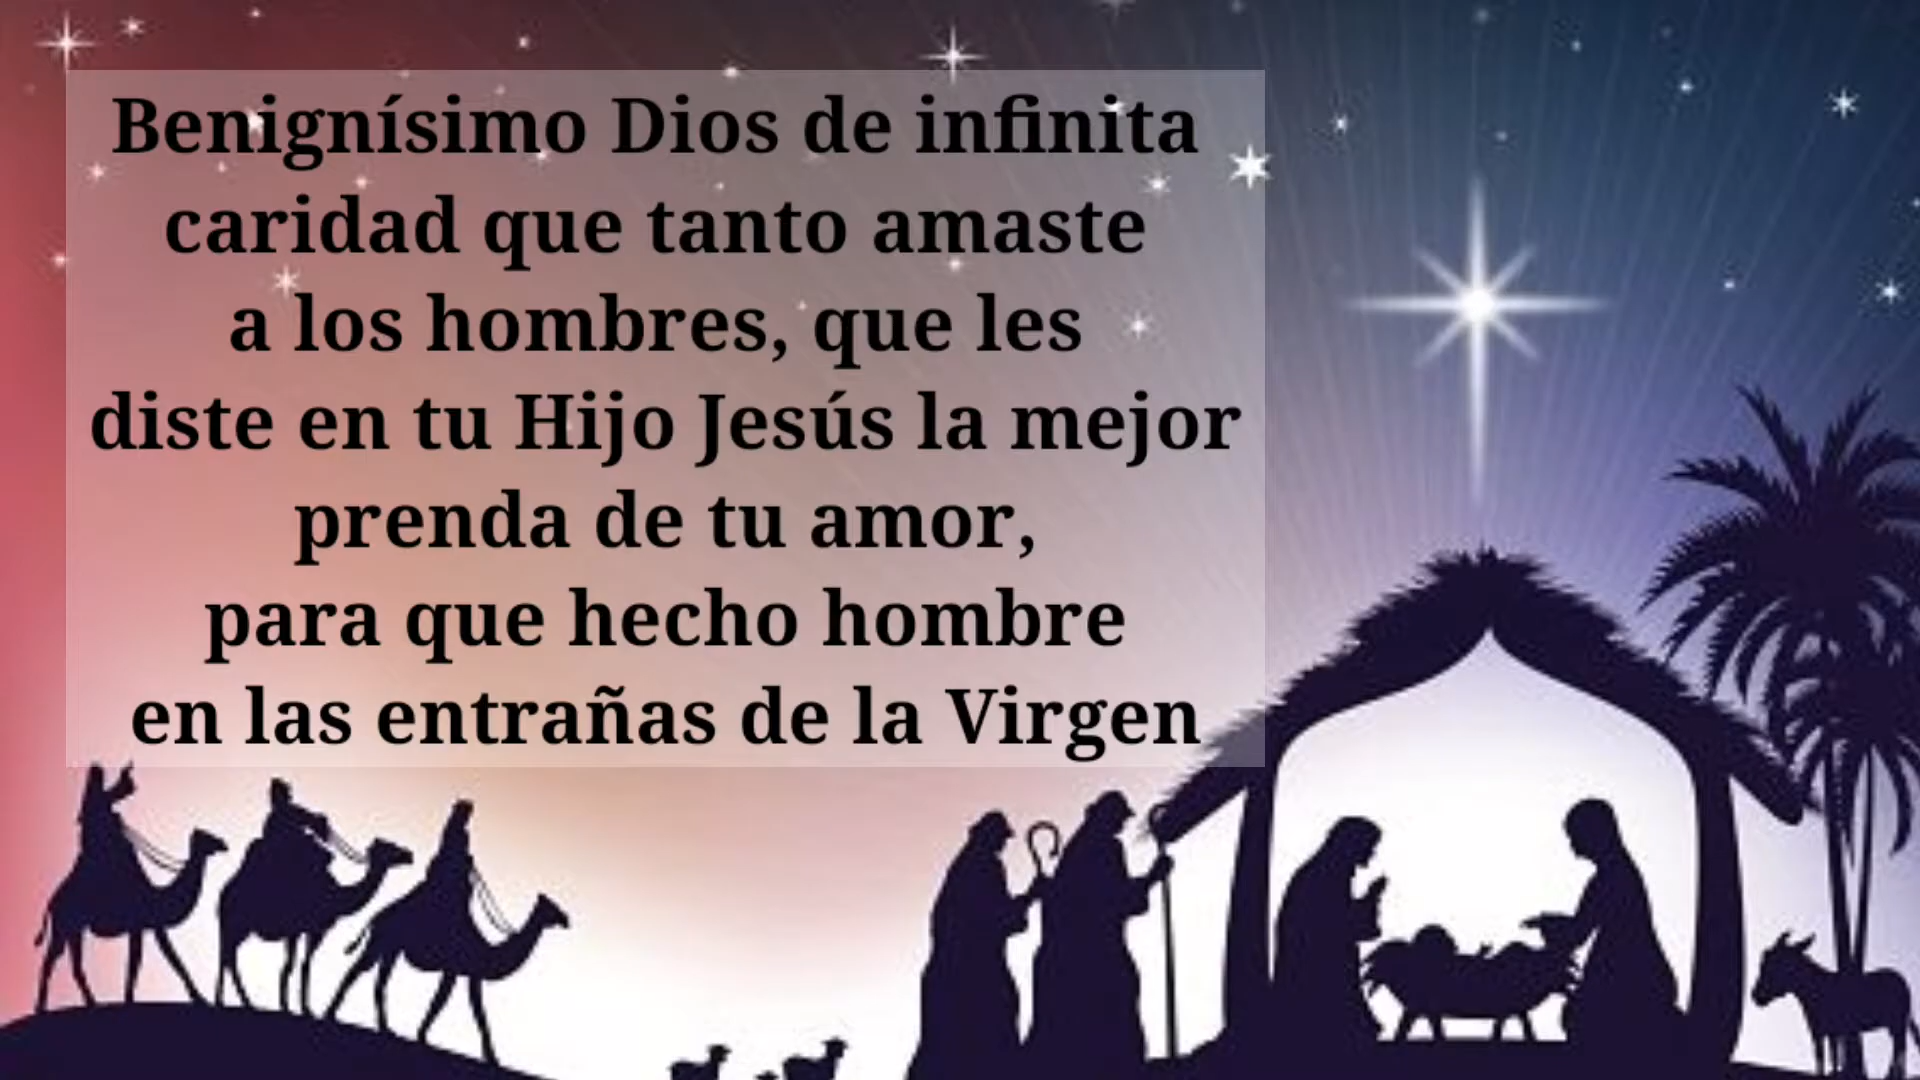 Benignísimo Dios de infinita
caridad que tanto amaste
a los hombres, que les
diste en tu Hijo Jesús la mejor
prenda de tu amor,
para que hecho hombre
en las entrañas de la Virgen